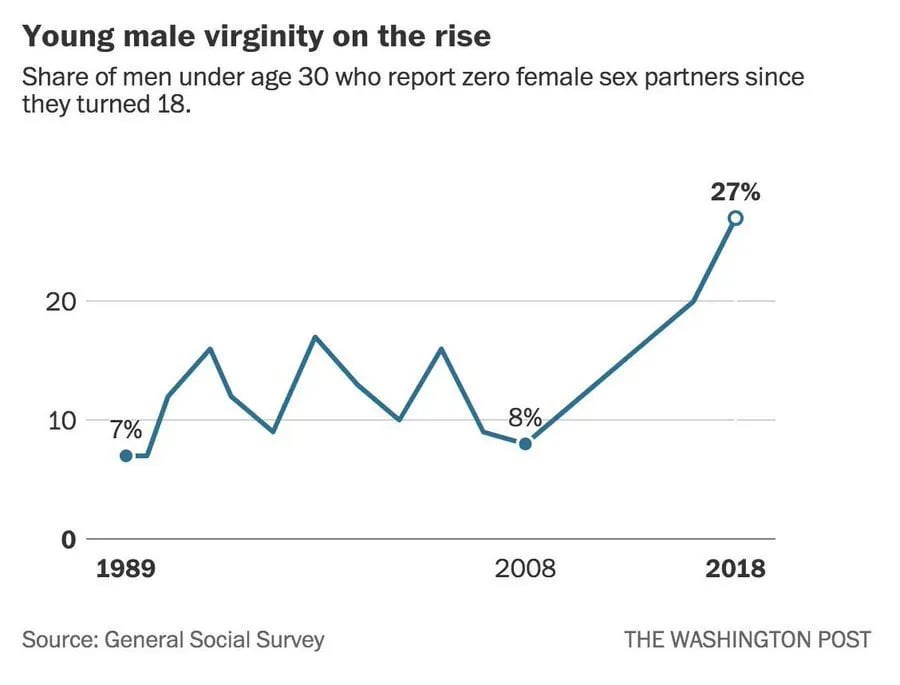 Young male virginity on the rise
Share of men under age 30 who report zero female sex partners since
they turned 18.
27%
20
10
7%
8%
0
1989
2008
2018
Source: General Social Survey
THE WASHINGTON POST